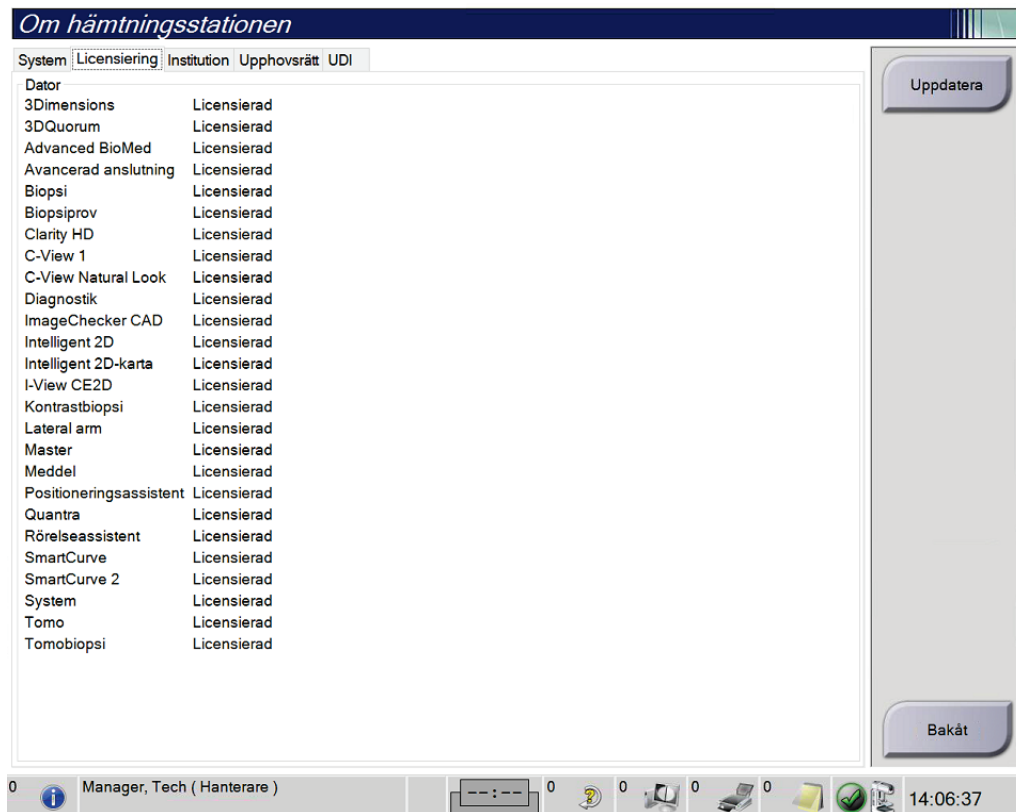 Om hämtningsstationen
System Licensiering Institution Upphovsrätt UDI
Uppdatera
Dator
3Dimensions Licensierad
3DQuorum Licensierad
Advanced BioMed Licensierad
Avancerad anslutning Licensierad
Biopsi Licensierad
Biopsiprov Licensierad
Clarity HD Licensierad
C-View 1 Licensierad
C-View Natural Look Licensierad
Diagnostik Licensierad
ImageChecker CAD Licensierad
Intelligent 2D Licensierad
Intelligent 2D-karta Licensierad
I-View CE2D Licensierad
Kontrastbiopsi Licensierad
Lateral arm Licensierad
Master Licensierad
Meddel Licensierad
Positioneringsassistent Licensierad
Quantra Licensierad
Rörelseassistent Licensierad
SmartCurve Licensierad
SmartCurve 2 Licensierad
System Licensierad
Tomo Licensierad
Tomobiopsi Licensierad
Bakåt
0 Manager, Tech ( Hanterare ) --:-- 0 0 0 0 14:06:37